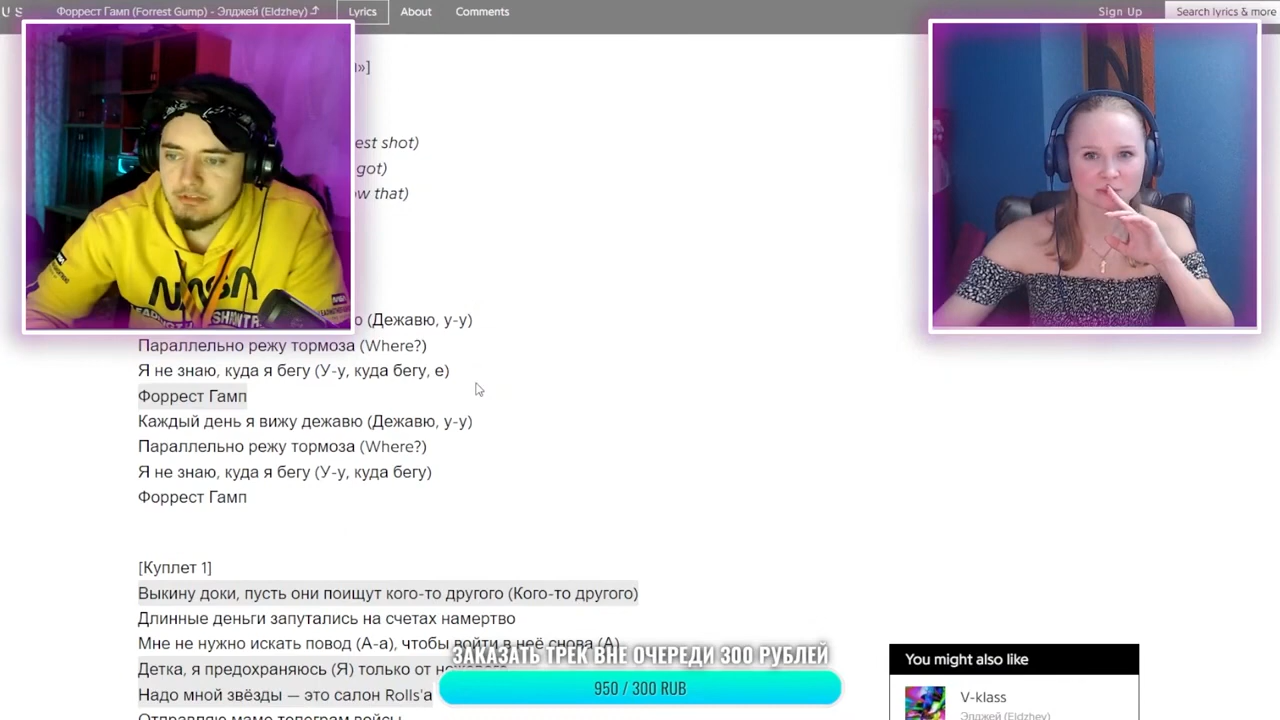 U S
Форрест Гамп (Forrest Gump) - Элджей (Eldzhey)
Lyrics
About
Comments
Sign Up
Search lyrics & more
»]
est shot)
got)
ow that)
ю (Дежавю, у-у)
Параллельно режу тормоза (Where?)
Я не знаю, куда я бегу (У-у, куда бегу, е)
Форрест Гамп
Каждый день я вижу дежавю (Дежавю, у-у)
Параллельно режу тормоза (Where?)
Я не знаю, куда я бегу (У-у, куда бегу)
Форрест Гамп
[Куплет 1]
Выкину доки, пусть они поищут кого-то другого (Кого-то другого)
Длинные деньги запутались на счетах намертво
Мне не нужно искать повод (А-а), чтобы войти в неё снова (А)
Детка, я предохраняюсь (Я) только от
Надо мной звёзды — это салон Rolls'а
Отправляю маме телеграм войсы
ЗАКАЗАТЬ ТРЕК ВНЕ ОЧЕРЕДИ 300 РУБЛЕЙ
950 / 300 RUB
You might also like
V-klass
Элджей (Eldzhey)